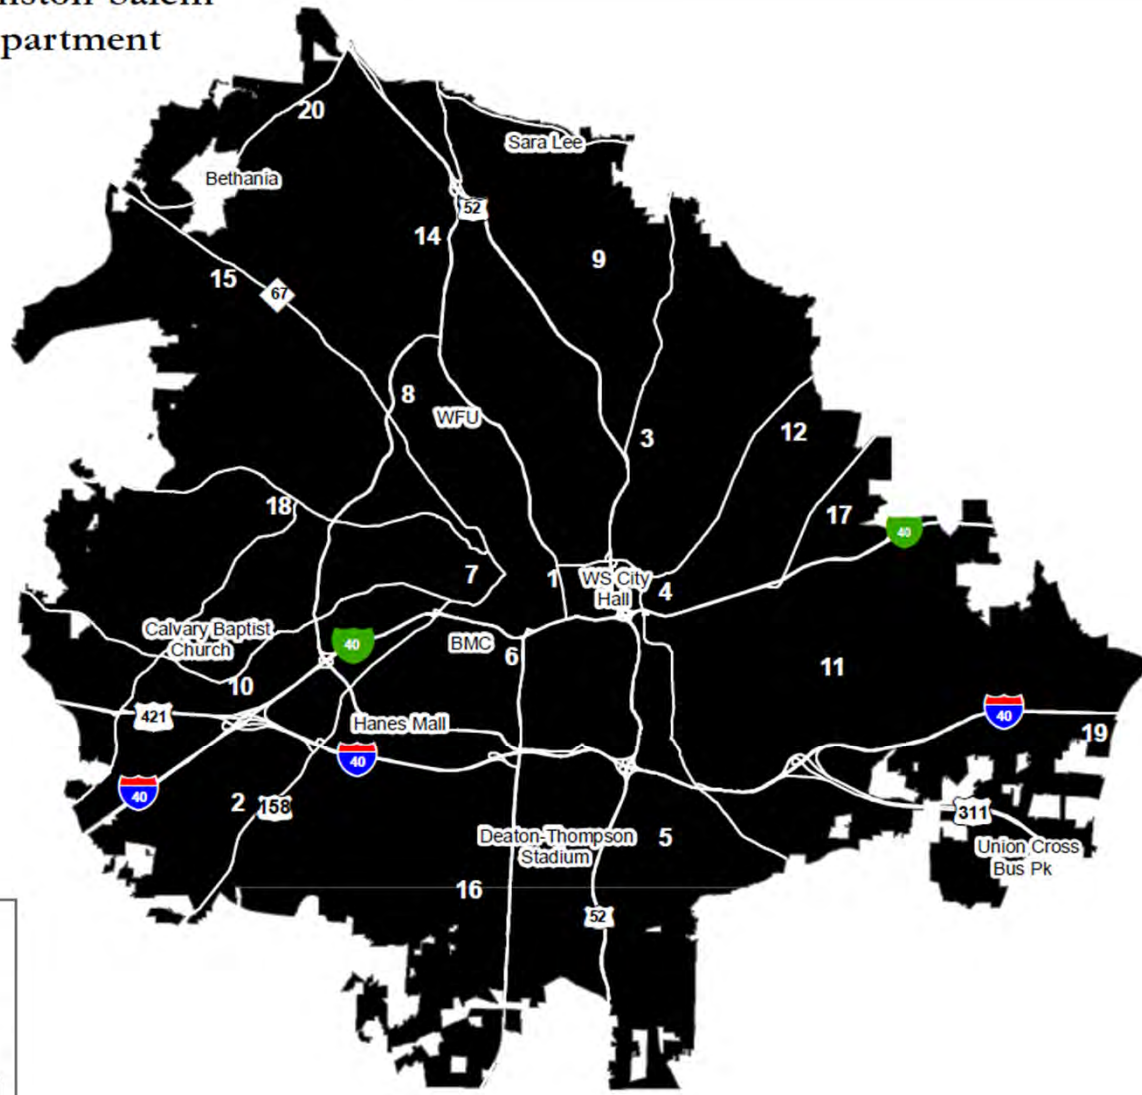 nston-Salem
partment
20
Sara Lee
Bethania
52
14
9
15
67
8
WFU
3
12
18
17
40
7
1
WS City
Hall
4
Calvary Baptist
Church
40
BMC
6
11
10
421
Hanes Mall
40
19
40
40
2
158
311
Deaton-Thompson
Stadium
5
Union Cross
Bus Pk
16
52